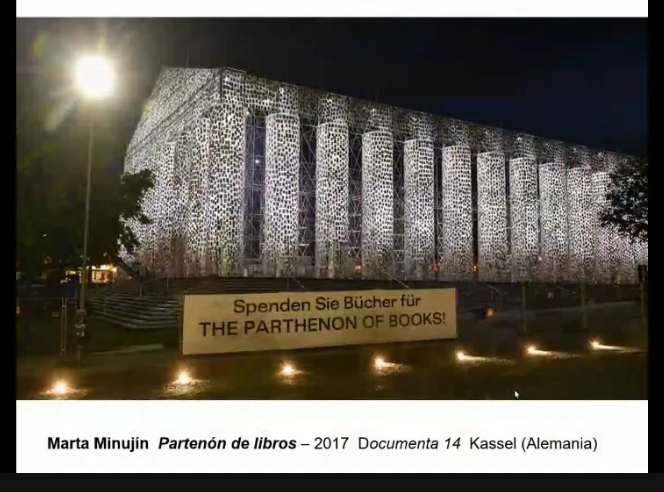 Spenden Sie Bücher für
THE PARTHENON OF BOOKS!
Marta Minujín Partenón de libros – 2017 Documenta 14 Kassel (Alemania)